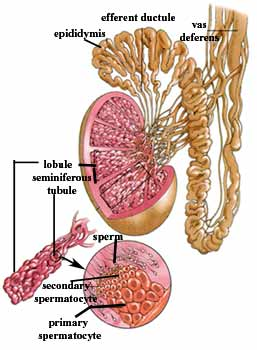 efferent ductule
epididymis
vas
deferens
lobule
seminiferous
tubule
sperm
secondary
spermatocyte
primary
spermatocyte